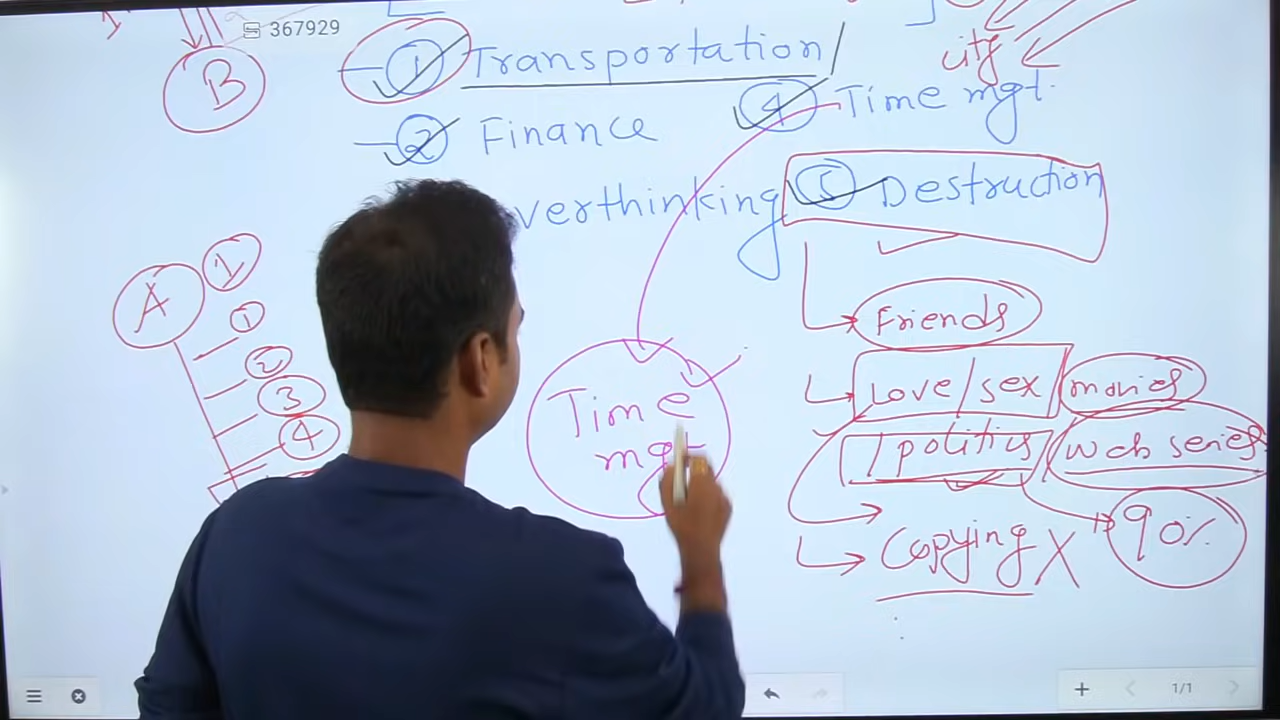 367929
B
city
1 Transportation/
4 Time mgt.
2 Finance
verthinking
5 Destruction
A
1
1
2
3
4
Friends
Love/sex movies
/politics web series
Time
mgt
Copying X
90%
1/1